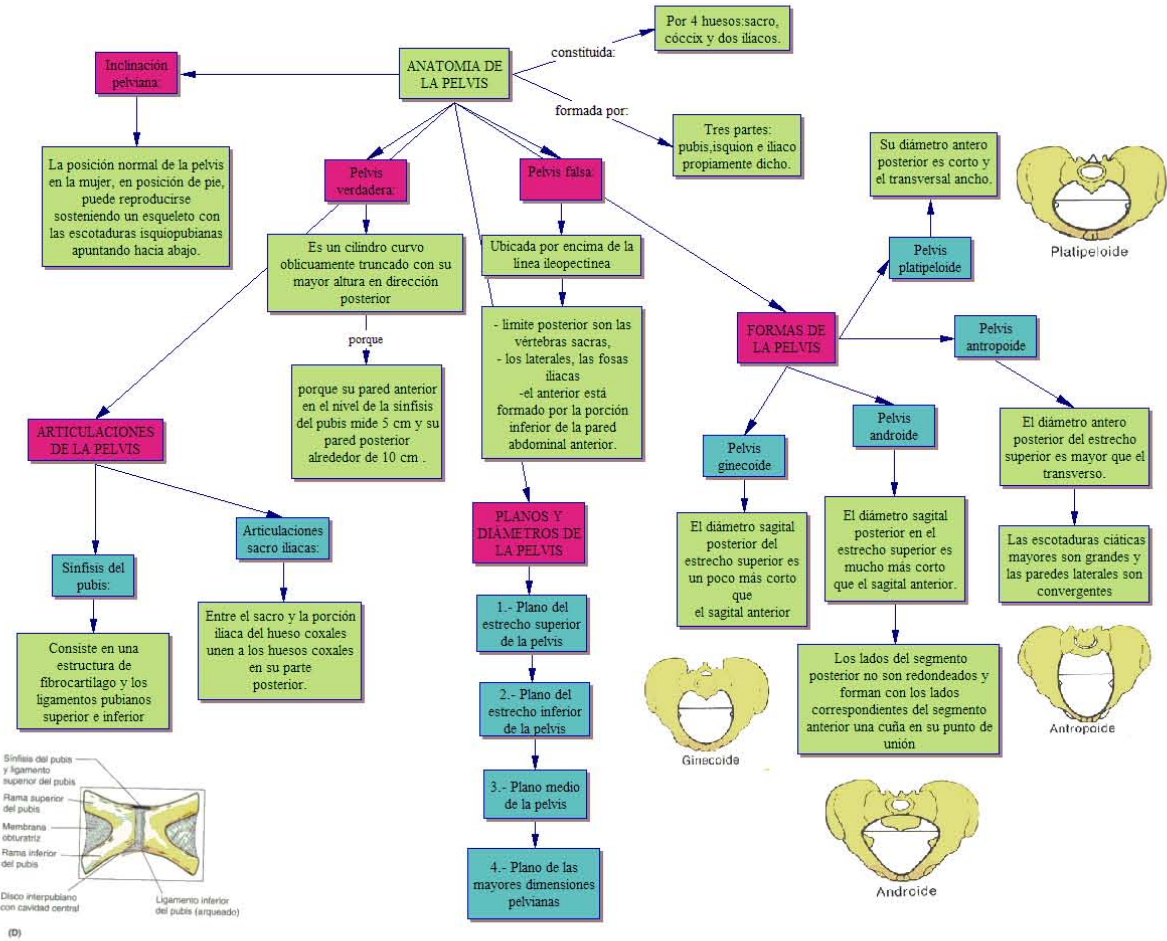 ANATOMIA DE
LA PELVIS
constituida:
Por 4 huesos:sacro,
cóccix y dos iliacos.
formada por:
Tres partes:
pubis,isquion e iliaco
propiamente dicho.
Inclinación
pelviana:
La posición normal de la pelvis
en la mujer, en posición de pie,
puede reproducirse
sosteniendo un esqueleto con
las escotaduras isquiopubianas
apuntando hacia abajo.
Pelvis
verdadera:
Es un cilindro curvo
oblicuamente truncado con su
mayor altura en dirección
posterior
porque
porque su pared anterior
en el nivel de la sínfisis
del pubis mide 5 cm y su
pared posterior
alrededor de 10 cm .
Pelvis falsa:
Ubicada por encima de la
línea ileopectínea
- limite posterior son las
vértebras sacras,
- los laterales, las fosas
iliacas
-el anterior está
formado por la porción
inferior de la pared
abdominal anterior.
ARTICULACIONES
DE LA PELVIS
Sinfisis del
pubis:
Consiste en una
estructura de
fibrocartilago y los
ligamentos pubianos
superior e inferior
Articulaciones
sacro iliacas:
Entre el sacro y la porción
iliaca del hueso coxales
unen a los huesos coxales
en su parte
posterior.
PLANOS Y
DIÁMETROS DE
LA PELVIS
1.- Plano del
estrecho superior
de la pelvis
2.- Plano del
estrecho inferior
de la pelvis
3.- Plano medio
de la pelvis
4.- Plano de las
mayores dimensiones
pelvianas
FORMAS DE
LA PELVIS
Pelvis
platipeloide
Su diámetro antero
posterior es corto y
el transversal ancho.
Platipeloide
Pelvis
antropoide
El diámetro antero
posterior del estrecho
superior es mayor que el
transverso.
Las escotaduras ciáticas
mayores son grandes y
las paredes laterales son
convergentes
Antropoide
Pelvis
androide
El diámetro sagital
posterior en el
estrecho superior es
mucho más corto
que el sagital anterior.
Los lados del segmento
posterior no son redondeados y
forman con los lados
correspondientes del segmento
anterior una cuña en su punto de
unión
Androide
Pelvis
ginecoide
El diámetro sagital
posterior del
estrecho superior es
un poco más corto
que
el sagital anterior
Ginecoide
Sínfisis del pubis
y ligamento
superior del pubis
Rama superior
del pubis
Membrana
obturatriz
Rama inferior
del pubis
Disco interpubiano
con cavidad central
Ligamento inferior
del pubis (arqueado)
(D)